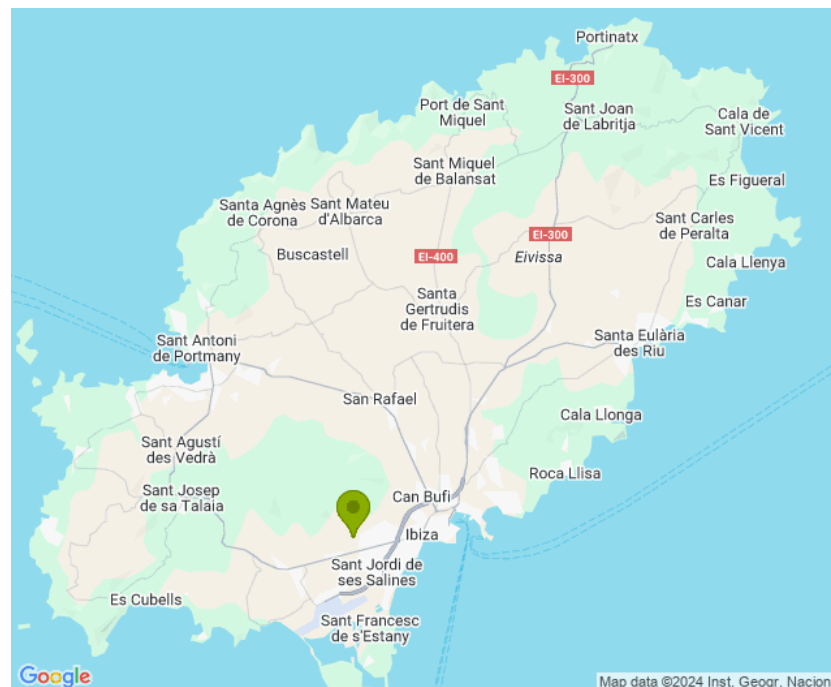 Portinatx
EI-300
Port de Sant
Miquel
Sant Joan
de Labritja
Cala de
Sant Vicent
Sant Miquel
de Balansat
Es Figueral
Santa Agnès
de Corona
Sant Mateu
d'Albarca
Sant Carles
de Peralta
EI-300
Buscastell
EI-400
Eivissa
Cala Llenya
Santa
Gertrudis
de Fruitera
Es Canar
Sant Antoni
de Portmany
Santa Eulària
des Riu
San Rafael
Cala Llonga
Sant Agustí
des Vedrà
Roca Llisa
Sant Josep
de sa Talaia
Can Bufi
Ibiza
Sant Jordi de
ses Salines
Es Cubells
Sant Francesc
de s'Estany
Google
Map data ©2024 Inst. Geogr. Nacion